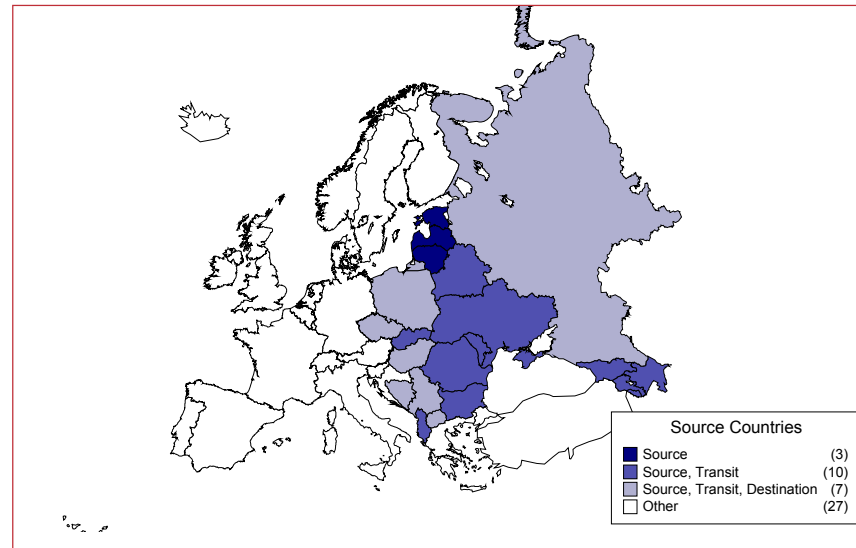 Source Countries
Source (3)
Source, Transit (10)
Source, Transit, Destination (7)
Other (27)